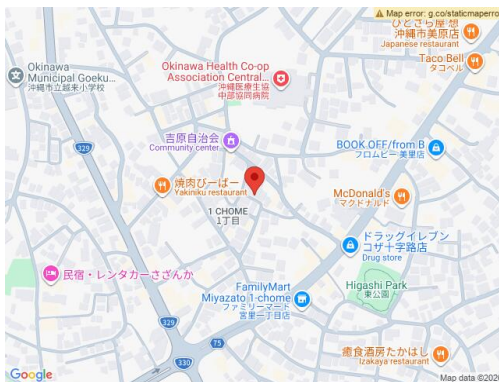 Map error: g.co/staticmaperro
ひとさら屋 想
沖縄市美原店
Japanese restaurant
Taco Bell
タコベル
Okinawa Health Co-op
Association Central...
沖縄医療生協
中部協同病院
Okinawa
Municipal Goeku...
沖縄市立越来小学校
329
吉原自治会
Community center
BOOK OFF/from B
フロムビー 美里店
焼肉びーばー
Yakiniku restaurant
McDonald's
マクドナルド
1 CHOME
1丁目
ドラッグイレブン
コザ十字路店
Drug store
民宿・レンタカーさざんか
329
FamilyMart
Miyazato 1-chome
ファミリーマート
宮里一丁目店
Higashi Park
東公園
75
330
癒食酒房たかはし
Izakaya restaurant
Google
Map data ©202